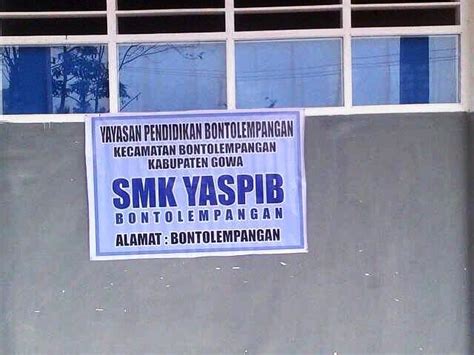 YAYASAN PENDIDIKAN BONTOLEMPANGAN
KECAMATAN BONTOLEMPANGAN
KABUPATEN GOWA
SMK YASPIB
BONTOLEMPANGAN
ALAMAT : BONTOLEMPANGAN